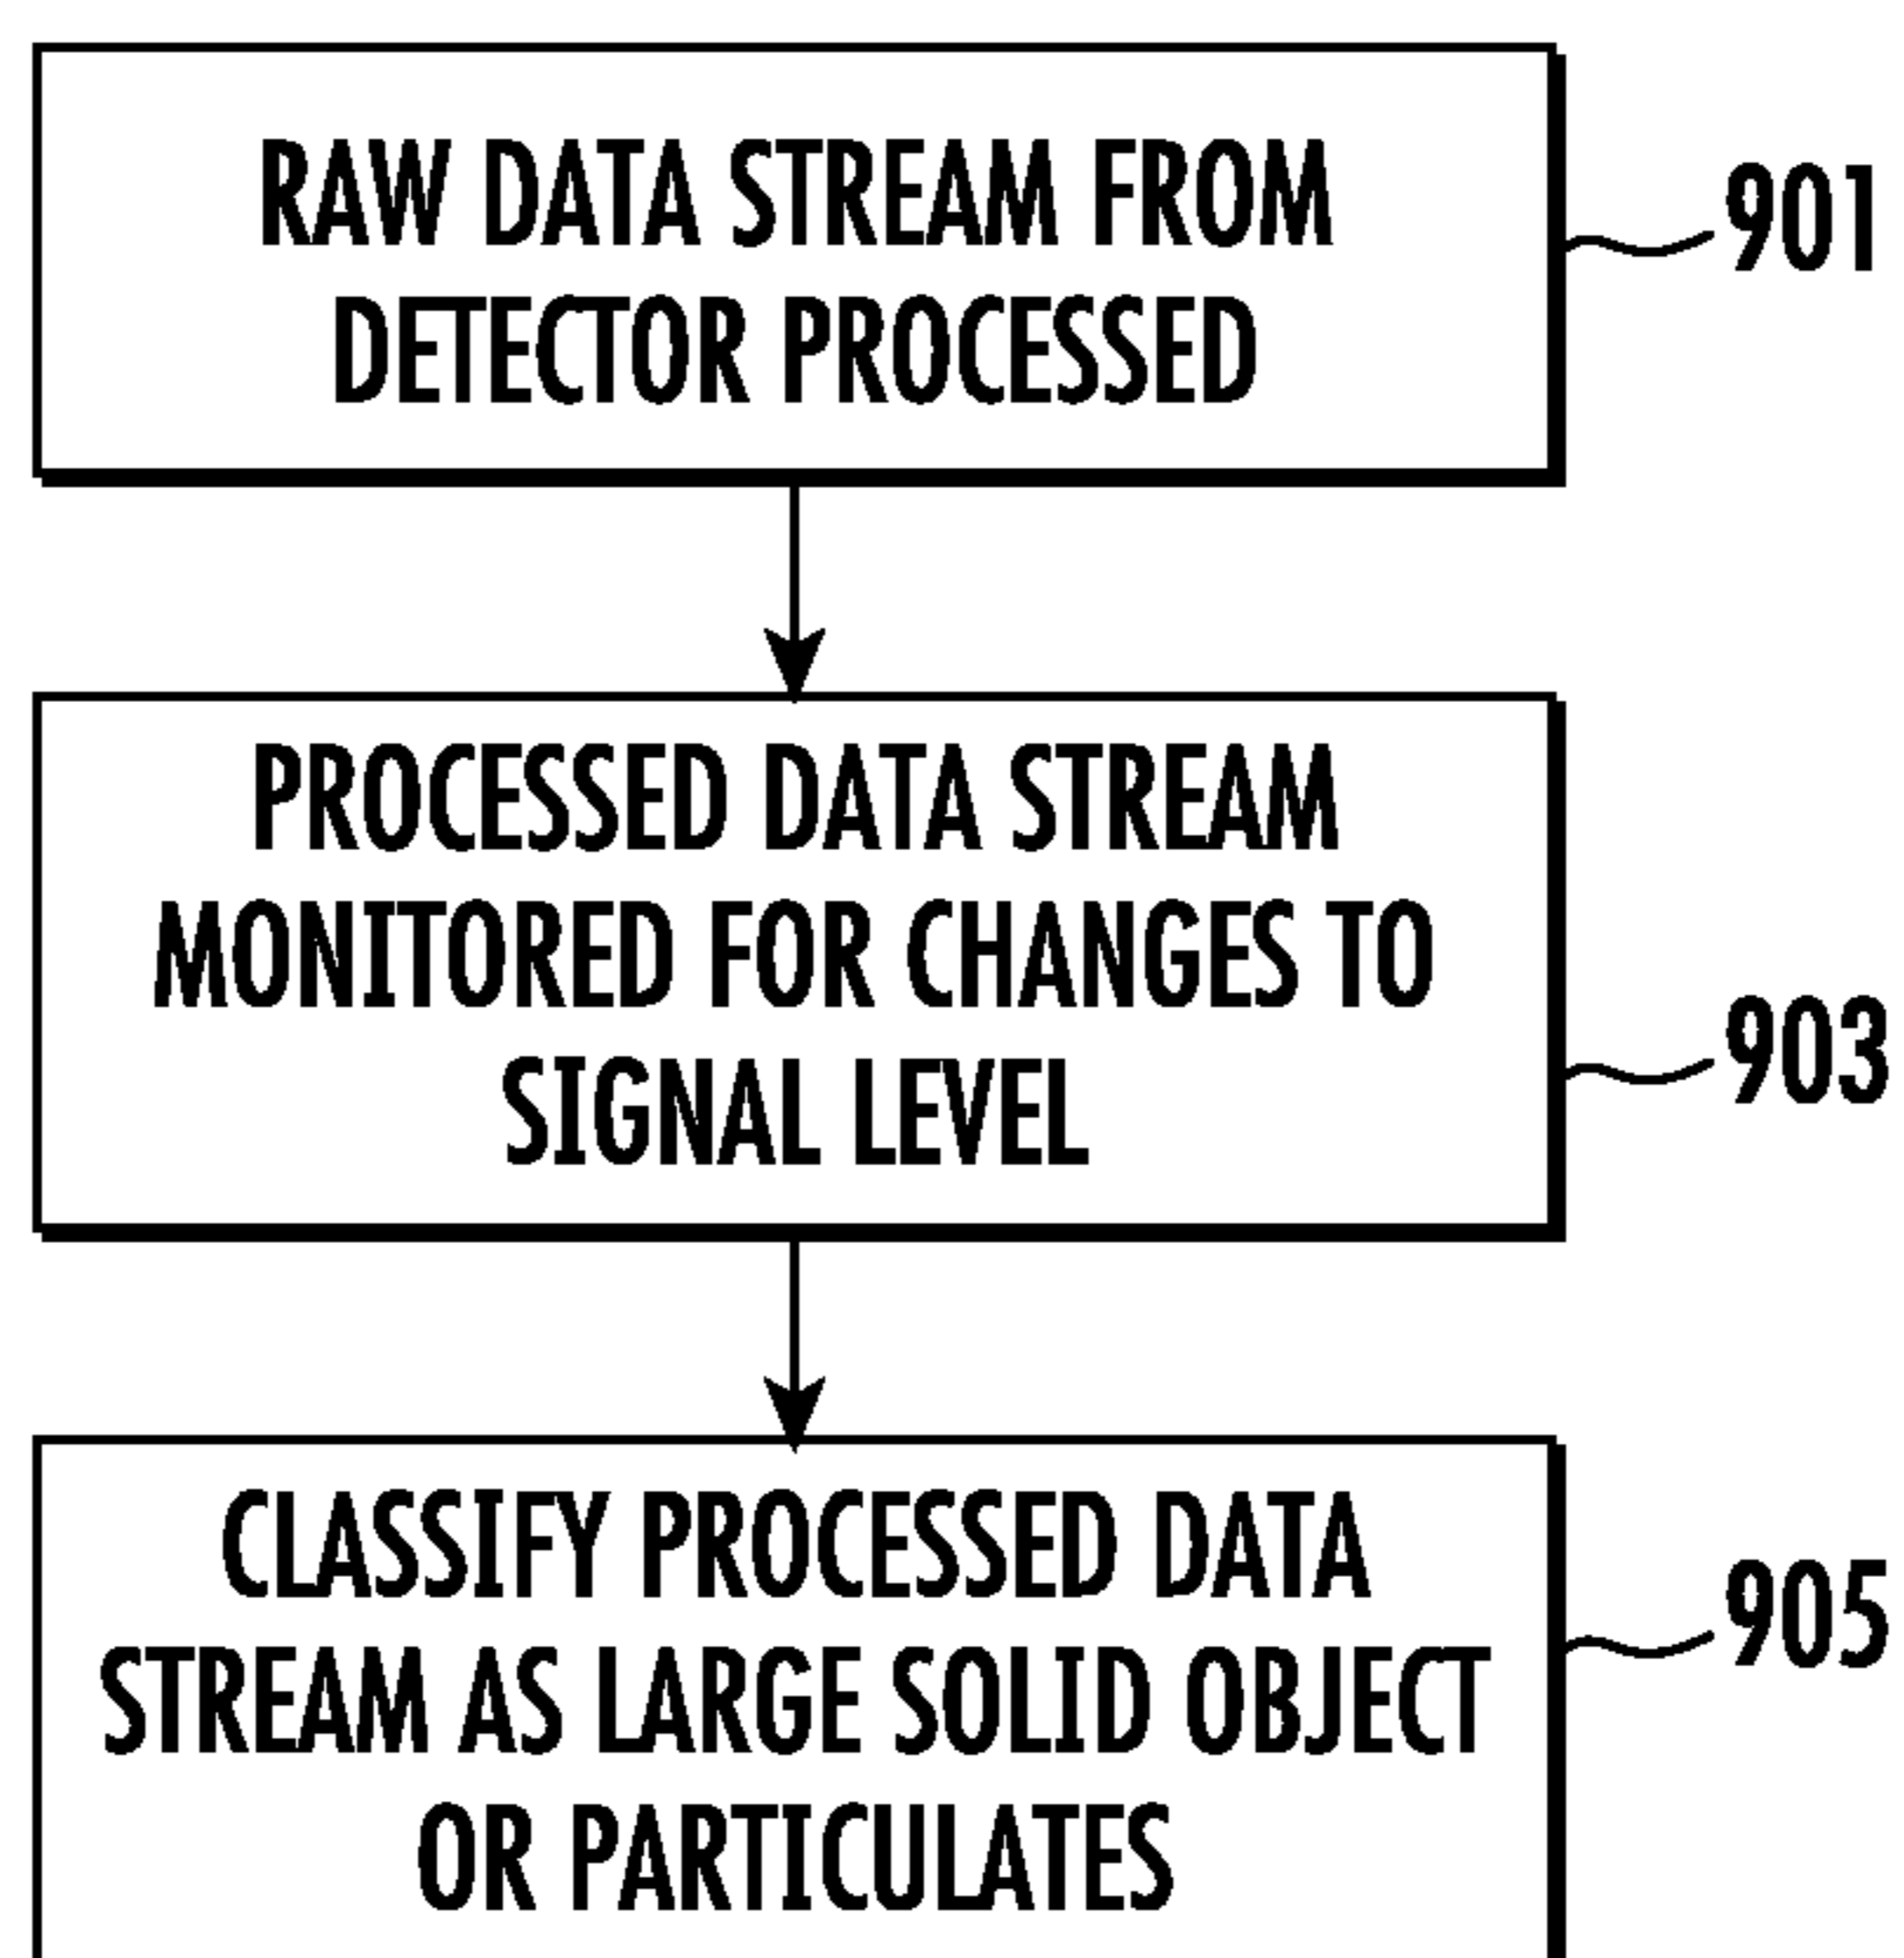 RAW DATA STREAM FROM
DETECTOR PROCESSED
901
PROCESSED DATA STREAM
MONITORED FOR CHANGES TO
SIGNAL LEVEL
903
CLASSIFY PROCESSED DATA
STREAM AS LARGE SOLID OBJECT
OR PARTICULATES
905